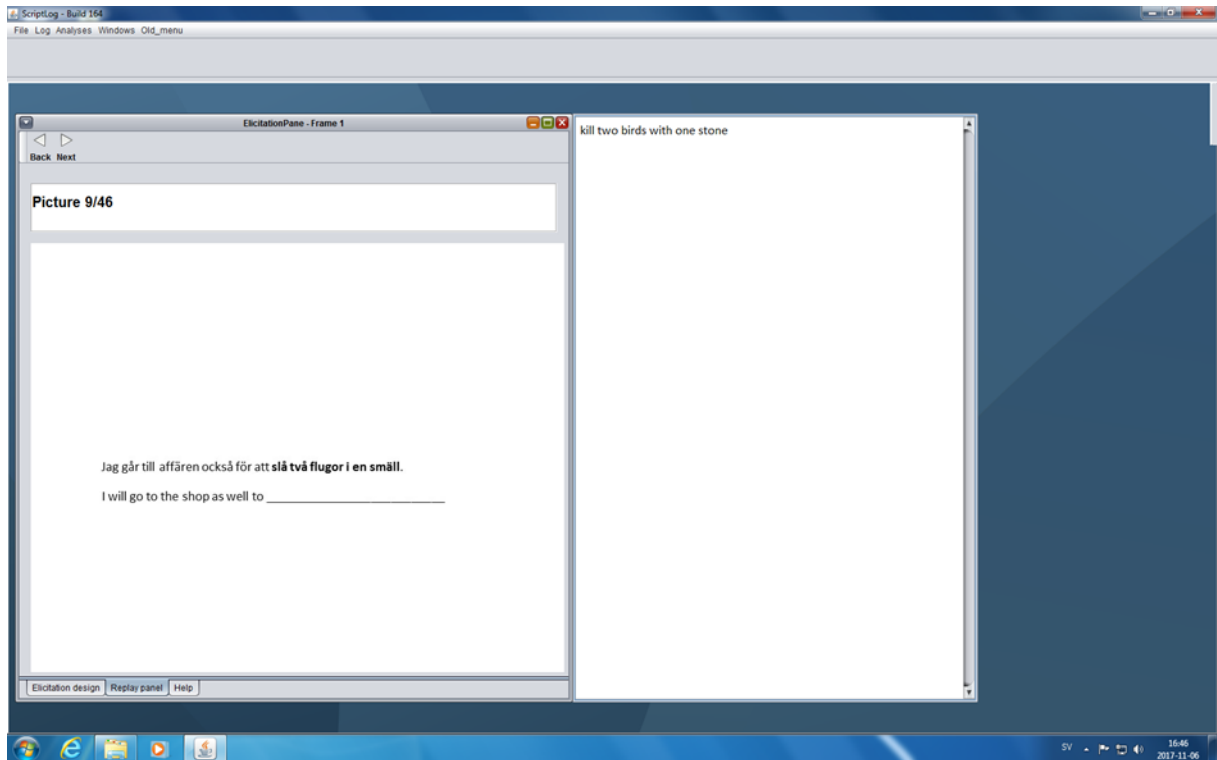 ScriptLog - Build 164
File Log Analyses Windows Old_menu
ElicitationPane - Frame 1
Back Next
Picture 9/46
Jag går till affären också för att slå två flugor i en smäll.
I will go to the shop as well to ______________________________
Elicitation design Replay panel Help
kill two birds with one stone
SV
16:46
2017-11-06